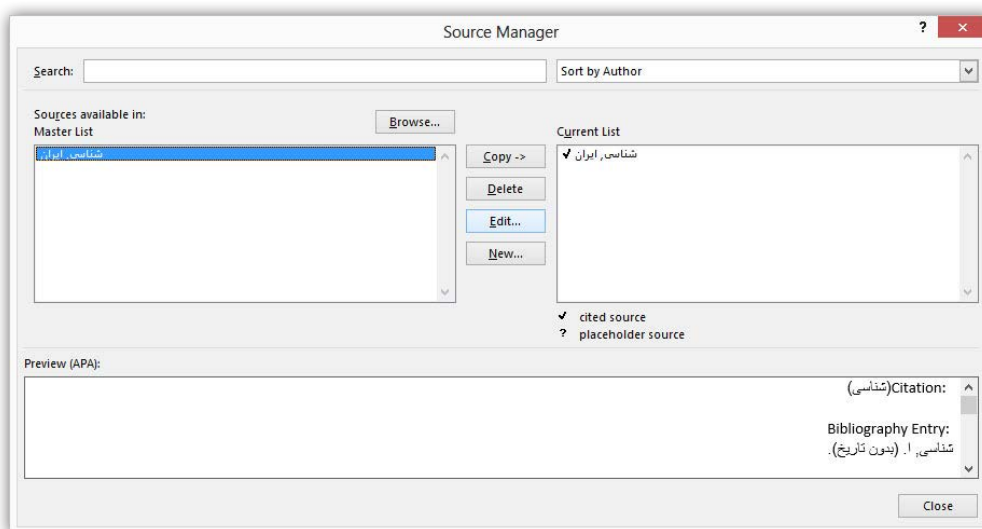 Source Manager
?
Search:
Sort by Author
Sources available in:
Master List
Browse...
Current List
شناسی, ایران
Copy ->
شناسی, ایران
Delete
Edit...
New...
cited source
? placeholder source
Preview (APA):
Citation:(شناسی)
Bibliography Entry:
شناسی, ا. (بدون تاریخ).
Close